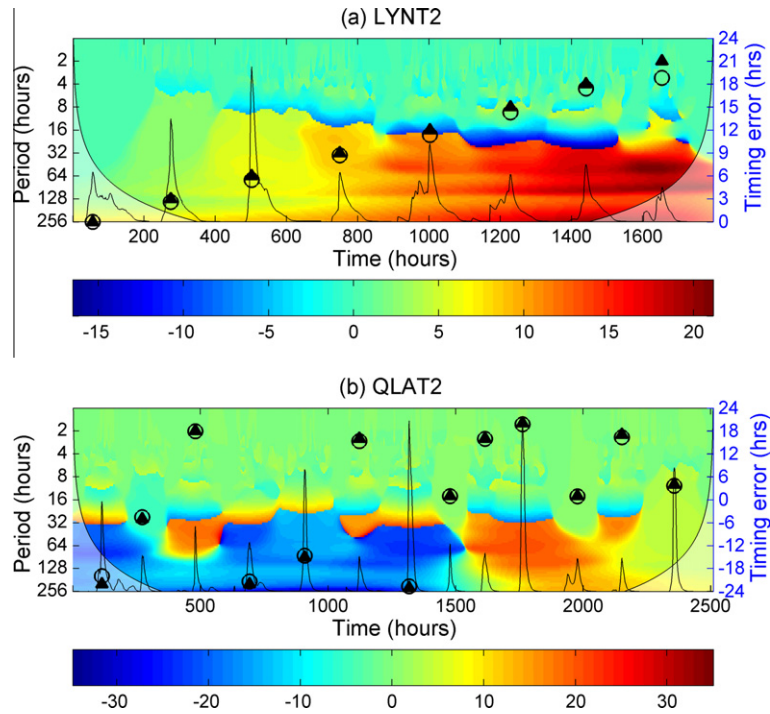 (a) LYNT2
Period (hours)
2
4
8
16
32
64
128
256
24
21
18
15
12
9
6
3
0
Timing error (hrs)
200 400 600 800 1000 1200 1400 1600
Time (hours)
-15 -10 -5 0 5 10 15 20
(b) QLAT2
Period (hours)
2
4
8
16
32
64
128
256
24
18
12
6
0
-6
-12
-18
-24
Timing error (hrs)
500 1000 1500 2000 2500
Time (hours)
-30 -20 -10 0 10 20 30